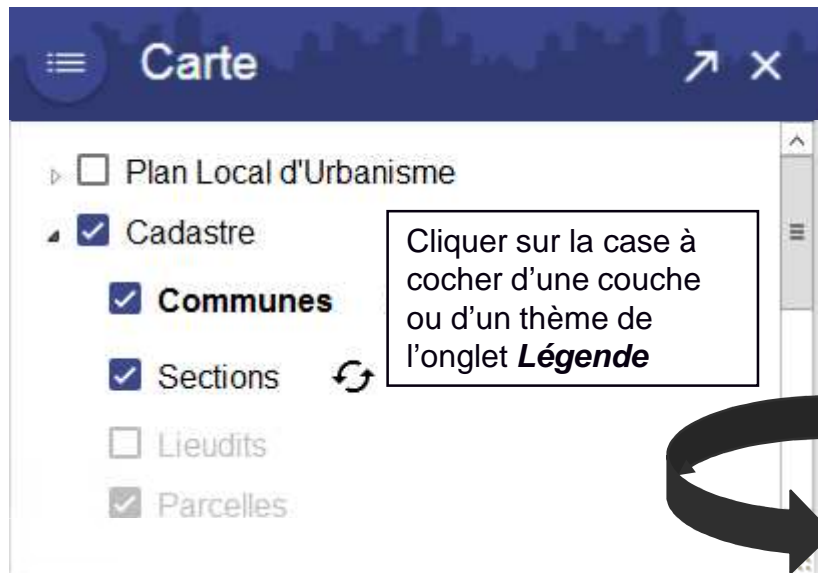 Carte
Plan Local d'Urbanisme
Cadastre
Communes
Sections
Lieudits
Parcelles
Cliquer sur la case à
cocher d’une couche
ou d’un thème de
l’onglet Légende